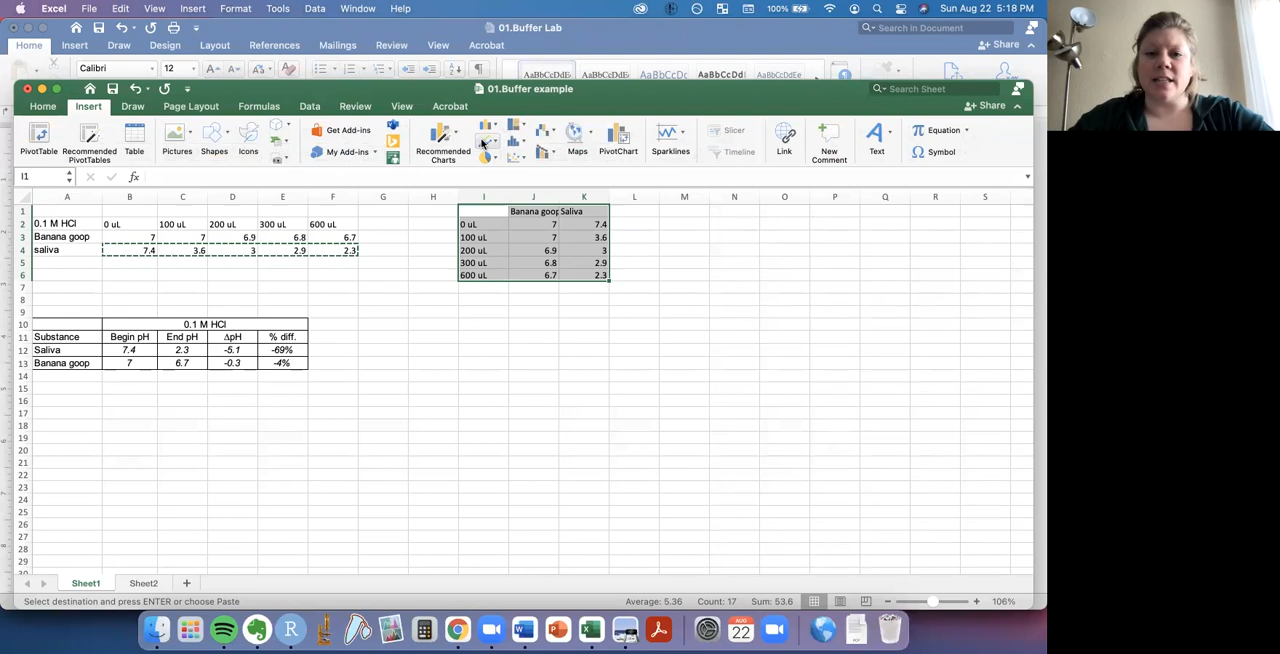 Excel File Edit View Insert Format Tools Data Window Help 100% Sun Aug 22 5:18 PM
01.Buffer Lab Search in Document
Home Insert Draw Design Layout References Mailings Review View Acrobat Share
Calibri 12 AaBbCcDdEe AaBbCcDdEe AaBbCcDd AaBbCcDd AaBbCcDdEe
01.Buffer example Search Sheet
Home Insert Draw Page Layout Formulas Data Review View Acrobat Share
PivotTable Recommended PivotTables Table Pictures Shapes Icons Get Add-ins My Add-ins Recommended Charts Maps PivotChart Sparklines Slicer Timeline Link New Comment Text Equation Symbol
I1 fx
A B C D E F G H I J K L M N O P Q R S
1 Banana goop Saliva
2 0.1 M HCl 0 uL 100 uL 200 uL 300 uL 600 uL 0 uL 7 7.4
3 Banana goop 7 7 6.9 6.8 6.7 100 uL 7 3.6
4 saliva 7.4 3.6 3 2.9 2.3 200 uL 6.9 3
5 300 uL 6.8 2.9
6 600 uL 6.7 2.3
7
8
9
10 0.1 M HCl
11 Substance Begin pH End pH ΔpH % diff.
12 Saliva 7.4 2.3 -5.1 -69%
13 Banana goop 7 6.7 -0.3 -4%
14
15
16
17
18
19
20
21
22
23
24
25
26
27
28
29
Sheet1 Sheet2 +
Select destination and press ENTER or choose Paste Average: 5.36 Count: 17 Sum: 53.6 106%
AUG
22